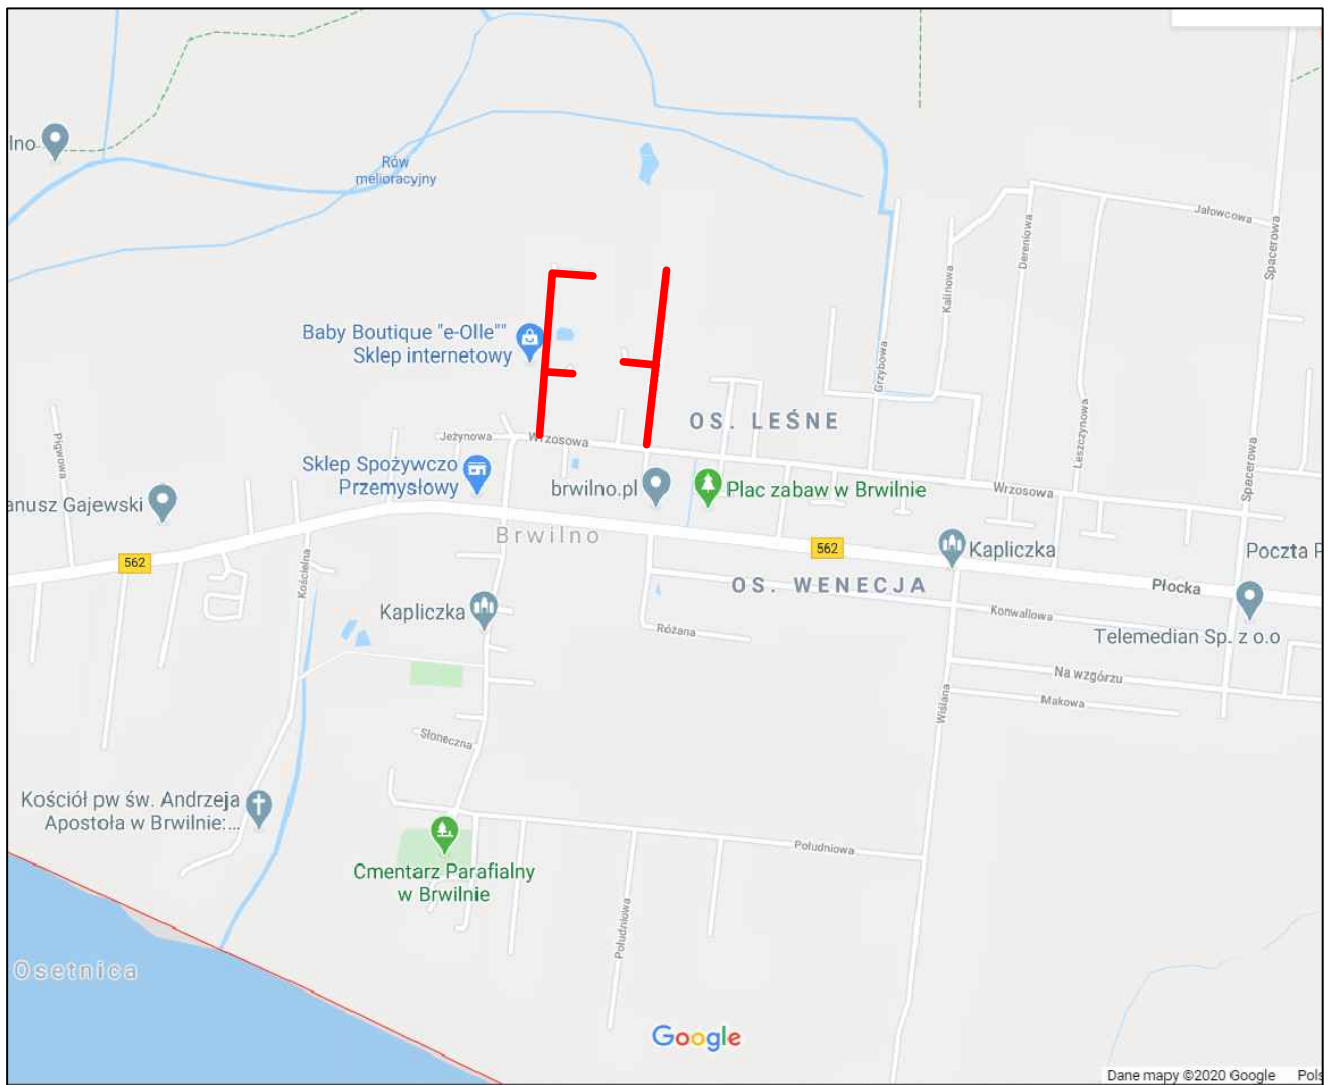 lno
Rów
melioracyjny
Jałowcowa
Spacerowa
Dereniowa
Kalinowa
Baby Boutique "e-Olle""
Sklep internetowy
Grzybowa
OS. LEŚNE
Leszczynowa
Pigwowa
Jeżynowa
Wrzosowa
Sklep Spożywczo
Przemysłowy
brwilno.pl
Plac zabaw w Brwilnie
Wrzosowa
Spacerowa
anusz Gajewski
Brwilno
562
562
Kapliczka
Poczta P
Kościelna
OS. WENECJA
Płocka
Kapliczka
Konwaliowa
Różana
Telemedian Sp. z o.o
Na wzgórzu
Makowa
Wiślana
Słoneczna
Kościół pw św. Andrzeja
Apostoła w Brwilnie:...
Południowa
Cmentarz Parafialny
w Brwilnie
Południowa
Osetnica
Google
Dane mapy ©2020 Google Pols